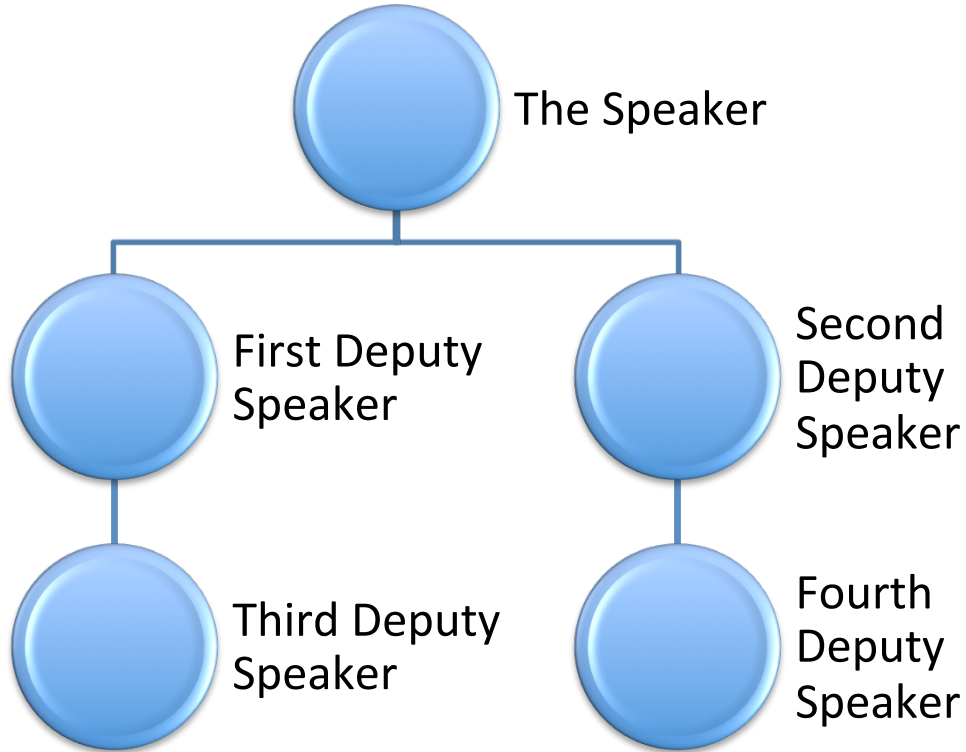 The Speaker
First Deputy
Speaker
Second
Deputy
Speaker
Third Deputy
Speaker
Fourth
Deputy
Speaker